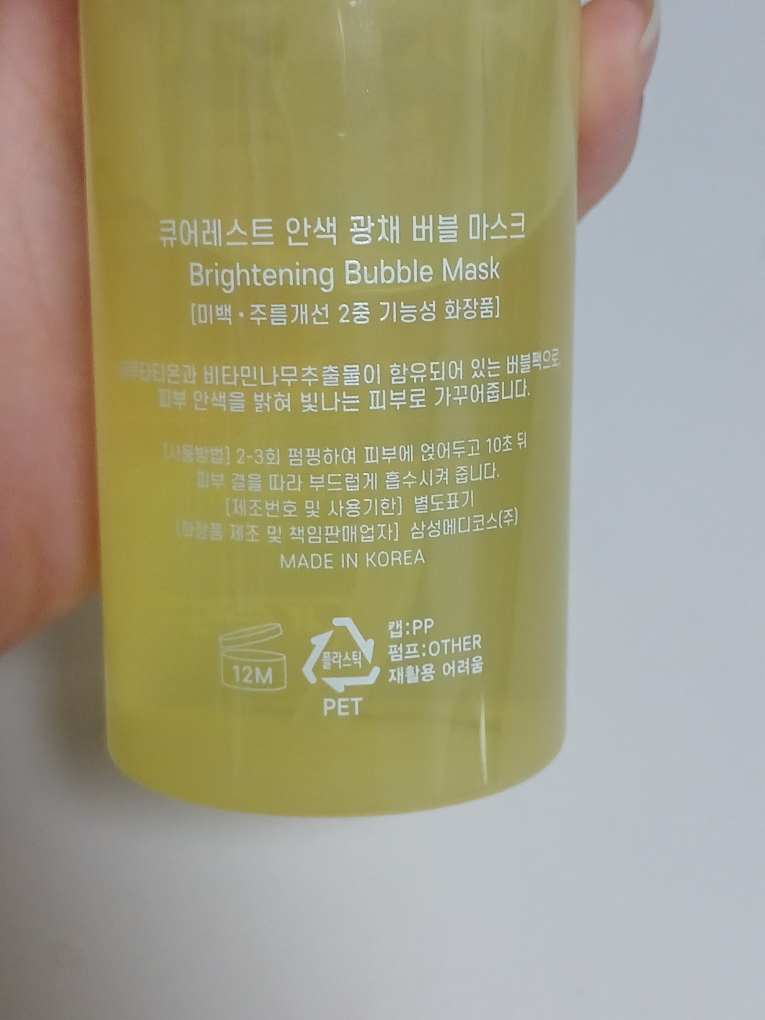 큐어레스트 안색 광채 버블 마스크
Brightening Bubble Mask
[미백·주름개선 2중 기능성 화장품]
비타민나무추출물이 함유되어 있는 버블팩으로,
피부 안색을 밝혀 빛나는 피부로 가꾸어줍니다.
[사용방법] 2-3회 펌핑하여 피부에 얹어두고 10초 뒤
피부 결을 따라 부드럽게 흡수시켜 줍니다.
[제조번호 및 사용기한] 별도표기
[화장품 제조 및 책임판매업자] 삼성메디코스(주)
MADE IN KOREA
12M
플라스틱
PET
캡:PP
펌프:OTHER
재활용 어려움